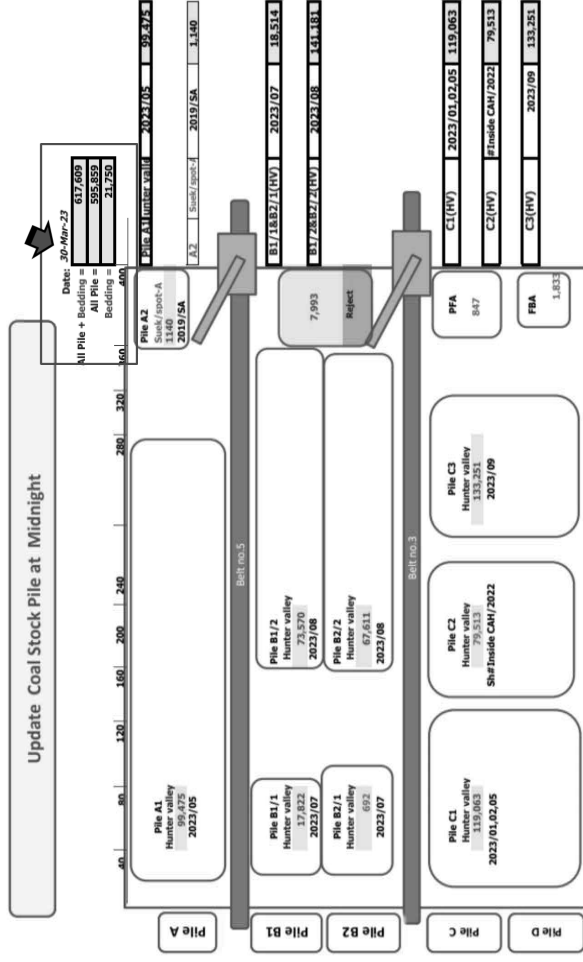 Update Coal Stock Pile at Midnight
Date: 30-Mar-23
All Pile + Bedding = 617,609
All Pile = 595,859
Bedding = 21,750
40 80 120 160 200 240 280 320 360 400
Pile A
Pile A1
Hunter valley
99,475
2023/05
Pile A2
Suek/spot-A
1140
2019/SA
Pile A1 unter valle 2023/05 99,475
A2 Suek/spot-A 2019/SA 1,140
Belt no.5
Pile B1
Pile B1/1
Hunter valley
17,822
2023/07
Pile B1/2
Hunter valley
73,570
2023/08
Pile B2
Pile B2/1
Hunter valley
692
2023/07
Pile B2/2
Hunter valley
67,611
2023/08
7,993
Reject
B1/1&B2/1(HV) 2023/07 18,514
B1/2&B2/2(HV) 2023/08 141,181
Belt no.3
Pile C
Pile D
Pile C1
Hunter valley
119,063
2023/01,02,05
Pile C2
Hunter valley
79,513
Sh#Inside CAH/2022
Pile C3
Hunter valley
133,251
2023/09
PFA
847
FBA
1,833
C1(HV) 2023/01,02,05 119,063
C2(HV) #Inside CAH/2022 79,513
C3(HV) 2023/09 133,251